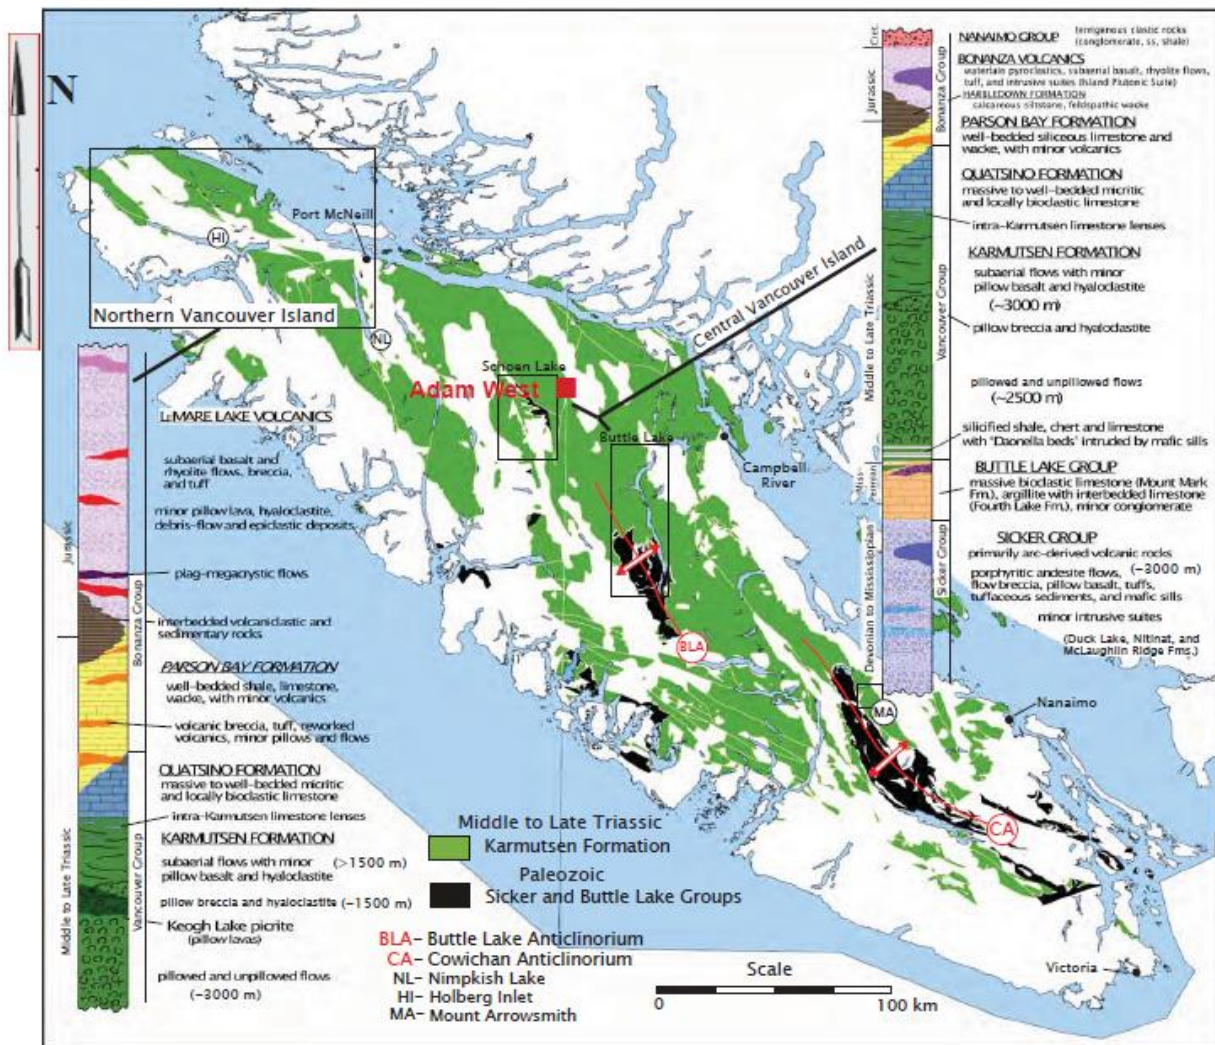 N
Port McNeill
HI
Northern Vancouver Island
NL
Schoen Lake
Adam West
Central Vancouver Island
Buttle Lake
Campbell
River
BLA
MA
Nanaimo
CA
Victoria
LeMARE LAKE VOLCANICS
subaerial basalt and
rhyolite flows, breccia,
and tuff
minor pillow lava, hyaloclastite,
debris-flow and epiclastic deposits
plag-megacrystic flows
interbedded volcaniclastic and
sedimentary rocks
PARSON BAY FORMATION
well-bedded shale, limestone,
wacke, with minor volcanics
volcanic breccia, tuff, reworked
volcanics, minor pillows and flows
QUATSINO FORMATION
massive to well-bedded micritic
and locally bioclastic limestone
intra-Karmutsen limestone lenses
KARMUTSEN FORMATION
subaerial flows with minor (>1500 m)
pillow basalt and hyaloclastite
pillow breccia and hyaloclastite (~1500 m)
Keogh Lake picrite
(pillow lavas)
pillowed and unpillowed flows
(~3000 m)
Jurassic
Middle to Late Triassic
Bonanza Group
Vancouver Group
NANAIMO GROUP terrigenous clastic rocks
(conglomerate, ss, shale)
BONANZA VOLCANICS
waterlain pyroclastics, subaerial basalt, rhyolite flows,
tuff, and intrusive suites (Island Plutonic Suite)
HARBLEDOWN FORMATION
calcareous siltstone, feldspathic wacke
PARSON BAY FORMATION
well-bedded siliceous limestone and
wacke, with minor volcanics
QUATSINO FORMATION
massive to well-bedded micritic
and locally bioclastic limestone
intra-Karmutsen limestone lenses
KARMUTSEN FORMATION
subaerial flows with minor
pillow basalt and hyaloclastite
(~3000 m)
pillow breccia and hyaloclastite
pillowed and unpillowed flows
(~2500 m)
silicified shale, chert and limestone
with 'Daonella beds' intruded by mafic sills
BUTTLE LAKE GROUP
massive bioclastic limestone (Mount Mark
Fm.), argillite with interbedded limestone
(Fourth Lake Fm.), minor conglomerate
SICKER GROUP
primarily arc-derived volcanic rocks
porphyritic andesite flows, (~3000 m)
flow breccia, pillow basalt, tuffs,
tuffaceous sediments, and mafic sills
minor intrusive suites
(Duck Lake, Nitinat, and
McLaughlin Ridge Fms.)
Cret.
Jurassic
Middle to Late Triassic
Miss-
Permian
Devonian to Mississippian
Bonanza Group
Vancouver Group
Sicker Group
Middle to Late Triassic
Karmutsen Formation
Paleozoic
Sicker and Buttle Lake Groups
BLA- Buttle Lake Anticlinorium
CA- Cowichan Anticlinorium
NL- Nimpkish Lake
HI- Holberg Inlet
MA- Mount Arrowsmith
Scale
0 100 km